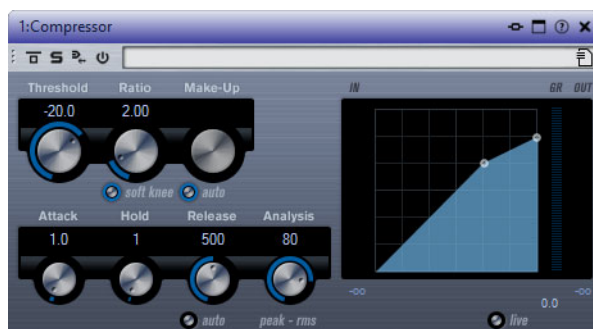 1:Compressor
Threshold Ratio Make-Up
-20.0 2.00
soft knee auto
Attack Hold Release Analysis
1.0 1 500 80
auto peak - rms
IN GR OUT
-∞ -∞
0.0
live